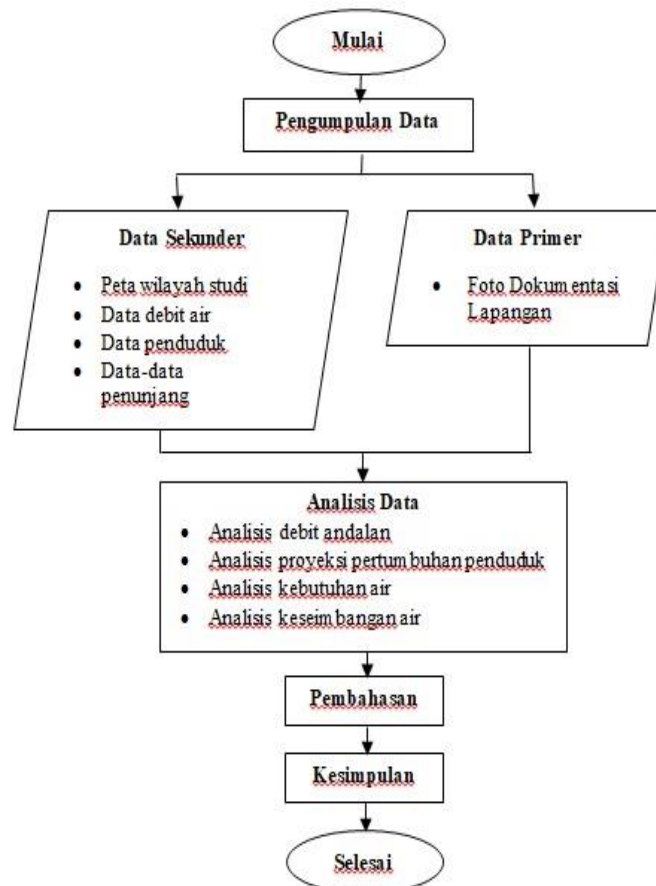 Mulai
Pengumpulan Data
Data Sekunder
• Peta wilayah studi
• Data debit air
• Data penduduk
• Data-data
penunjang
Data Primer
• Foto Dokumentasi
Lapangan
Analisis Data
• Analisis debit andalan
• Analisis proyeksi pertumbuhan penduduk
• Analisis kebutuhan air
• Analisis keseimbangan air
Pembahasan
Kesimpulan
Selesai